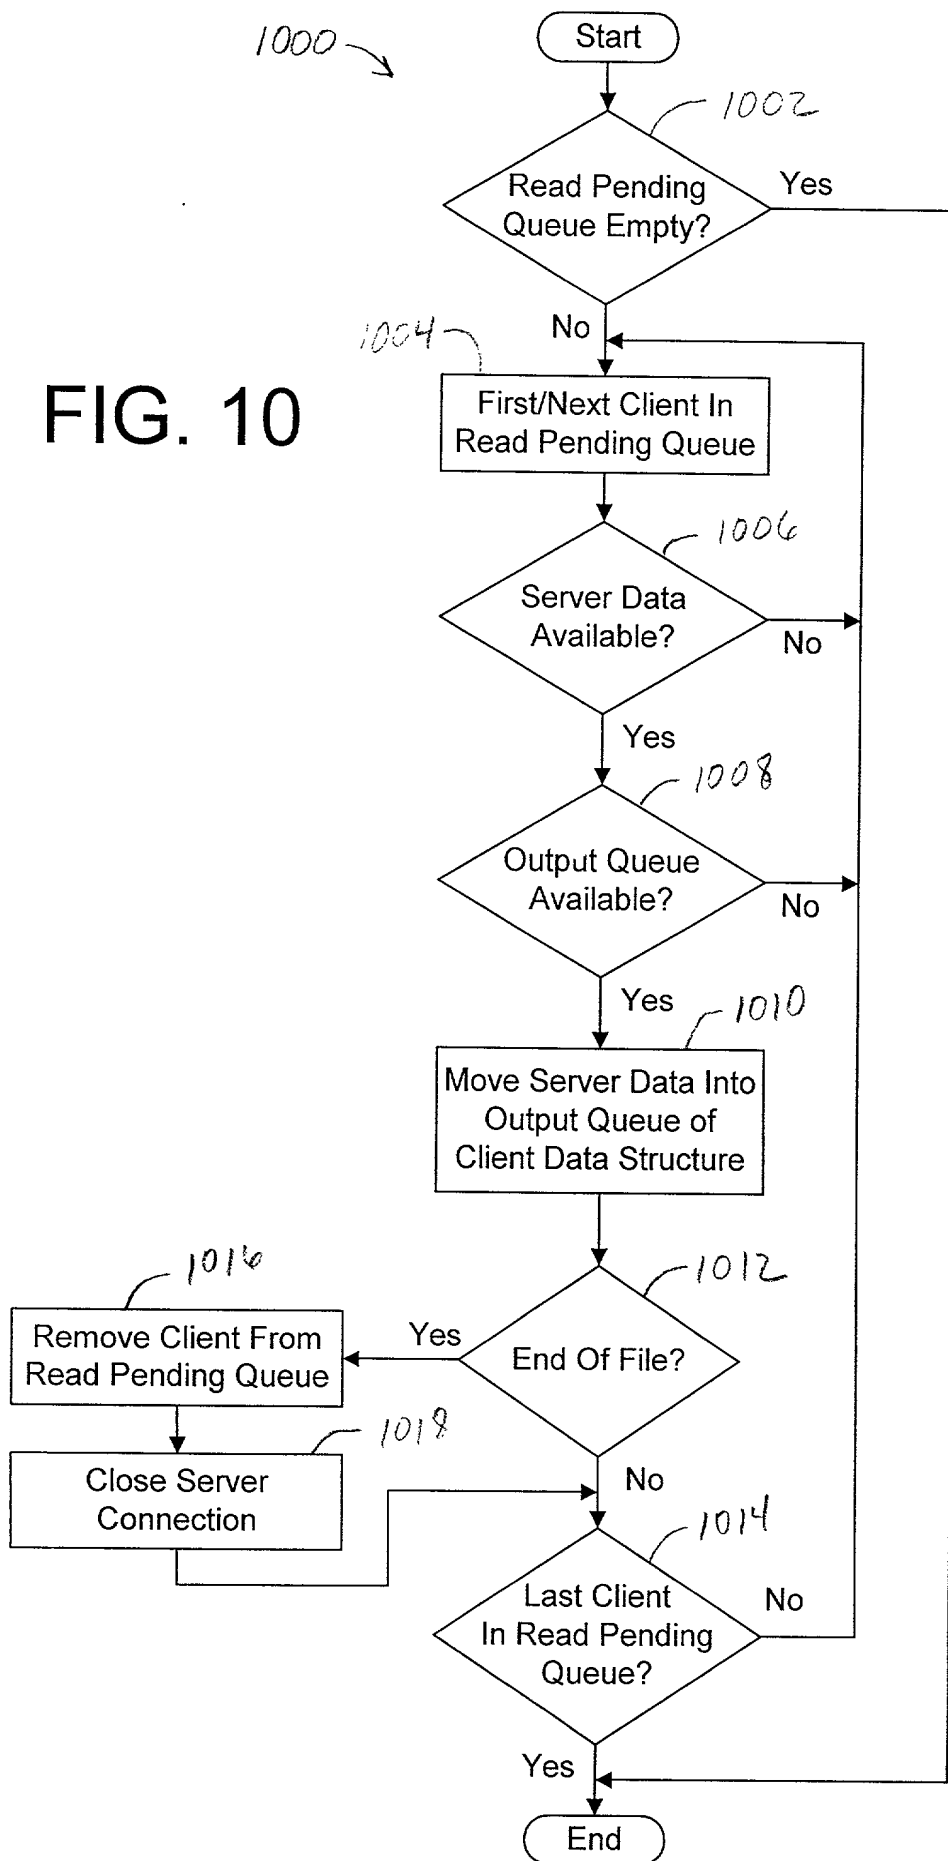 1000
Start
1002
Read Pending
Queue Empty?
Yes
No
1004
FIG. 10
First/Next Client In
Read Pending Queue
1006
Server Data
Available?
No
Yes
1008
Output Queue
Available?
No
Yes
1010
Move Server Data Into
Output Queue of
Client Data Structure
1016
1012
Remove Client From
Read Pending Queue
Yes
End Of File?
1018
Close Server
Connection
No
1014
Last Client
In Read Pending
Queue?
No
Yes
End